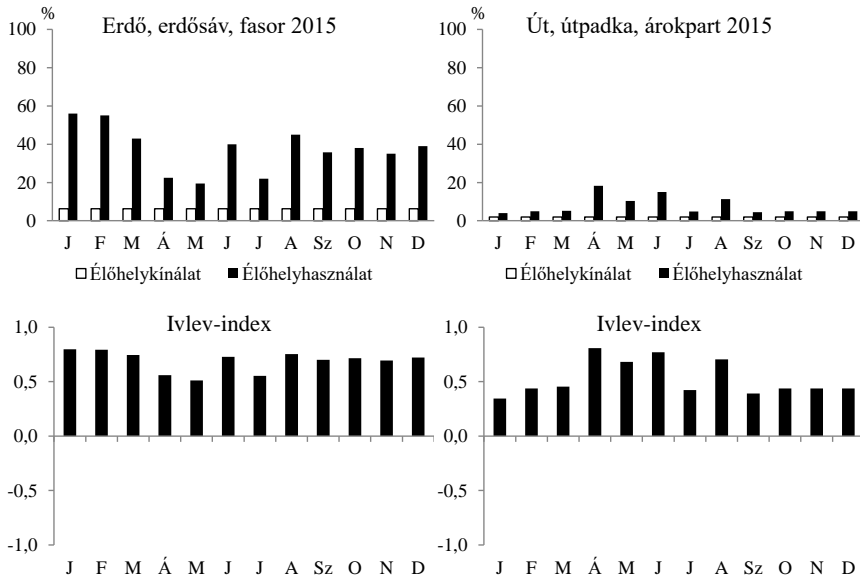 %
Erdő, erdősáv, fasor 2015
100
80
60
40
20
0
J F M Á M J J A Sz O N D
Élőhelykínálat Élőhelyhasználat
%
Út, útpadka, árokpart 2015
100
80
60
40
20
0
J F M Á M J J A Sz O N D
Élőhelykínálat Élőhelyhasználat
Ivlev-index
1,0
0,5
0,0
-0,5
-1,0
J F M Á M J J A Sz O N D
Ivlev-index
1,0
0,5
0,0
-0,5
-1,0
J F M Á M J J A Sz O N D